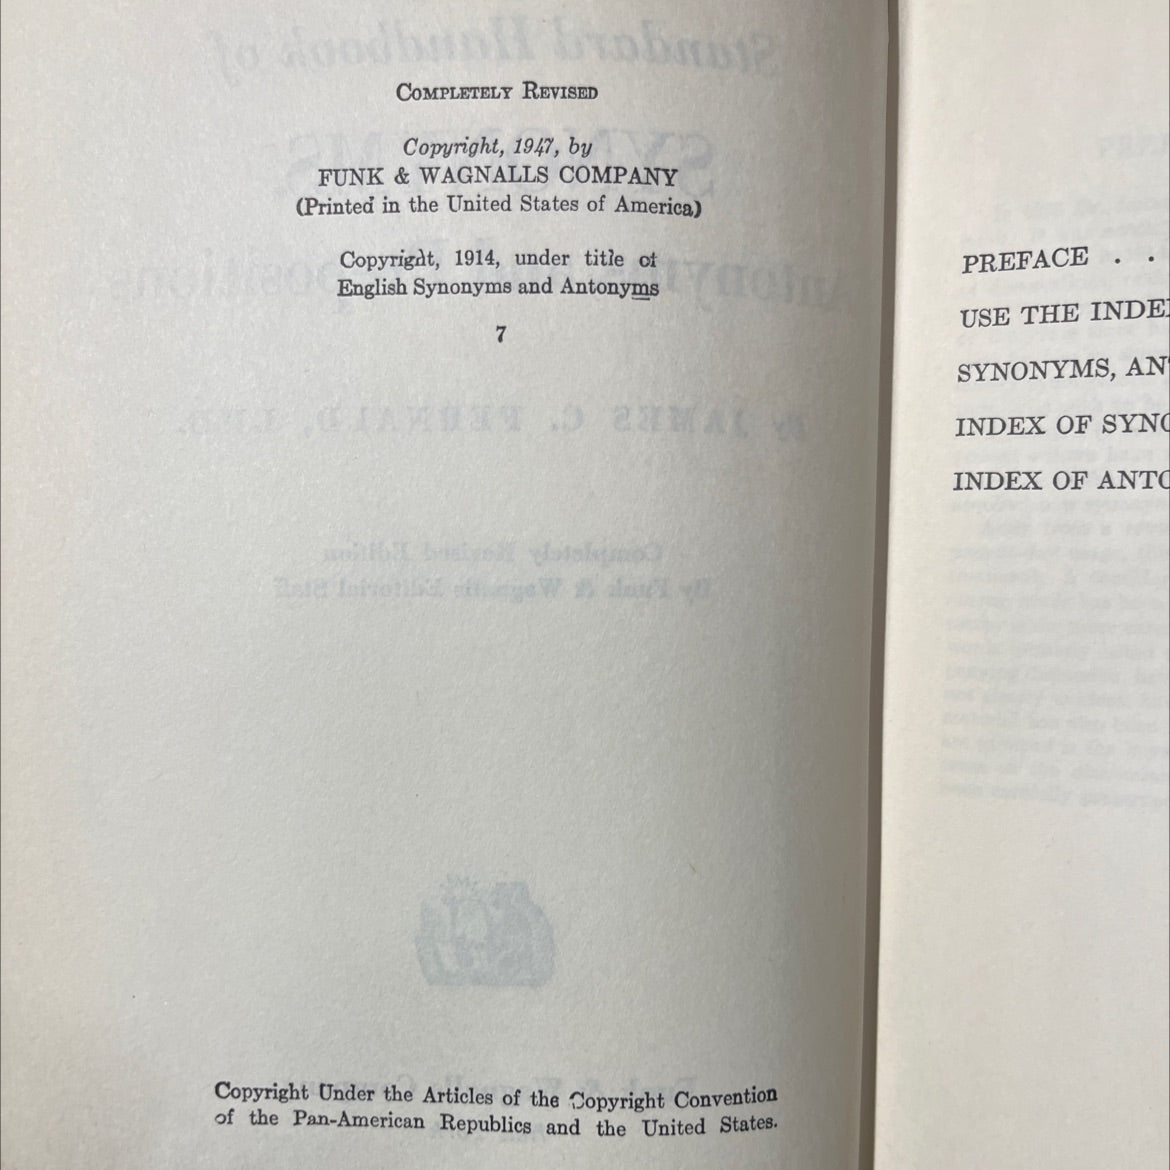 COMPLETELY REVISED
Copyright, 1947, by
FUNK & WAGNALLS COMPANY
(Printed in the United States of America)
Copyright, 1914, under title of
English Synonyms and Antonyms
7
Copyright Under the Articles of the Copyright Convention
of the Pan-American Republics and the United States.
PREFACE . .
USE THE INDE
SYNONYMS, AN
INDEX OF SYNO
INDEX OF ANTO